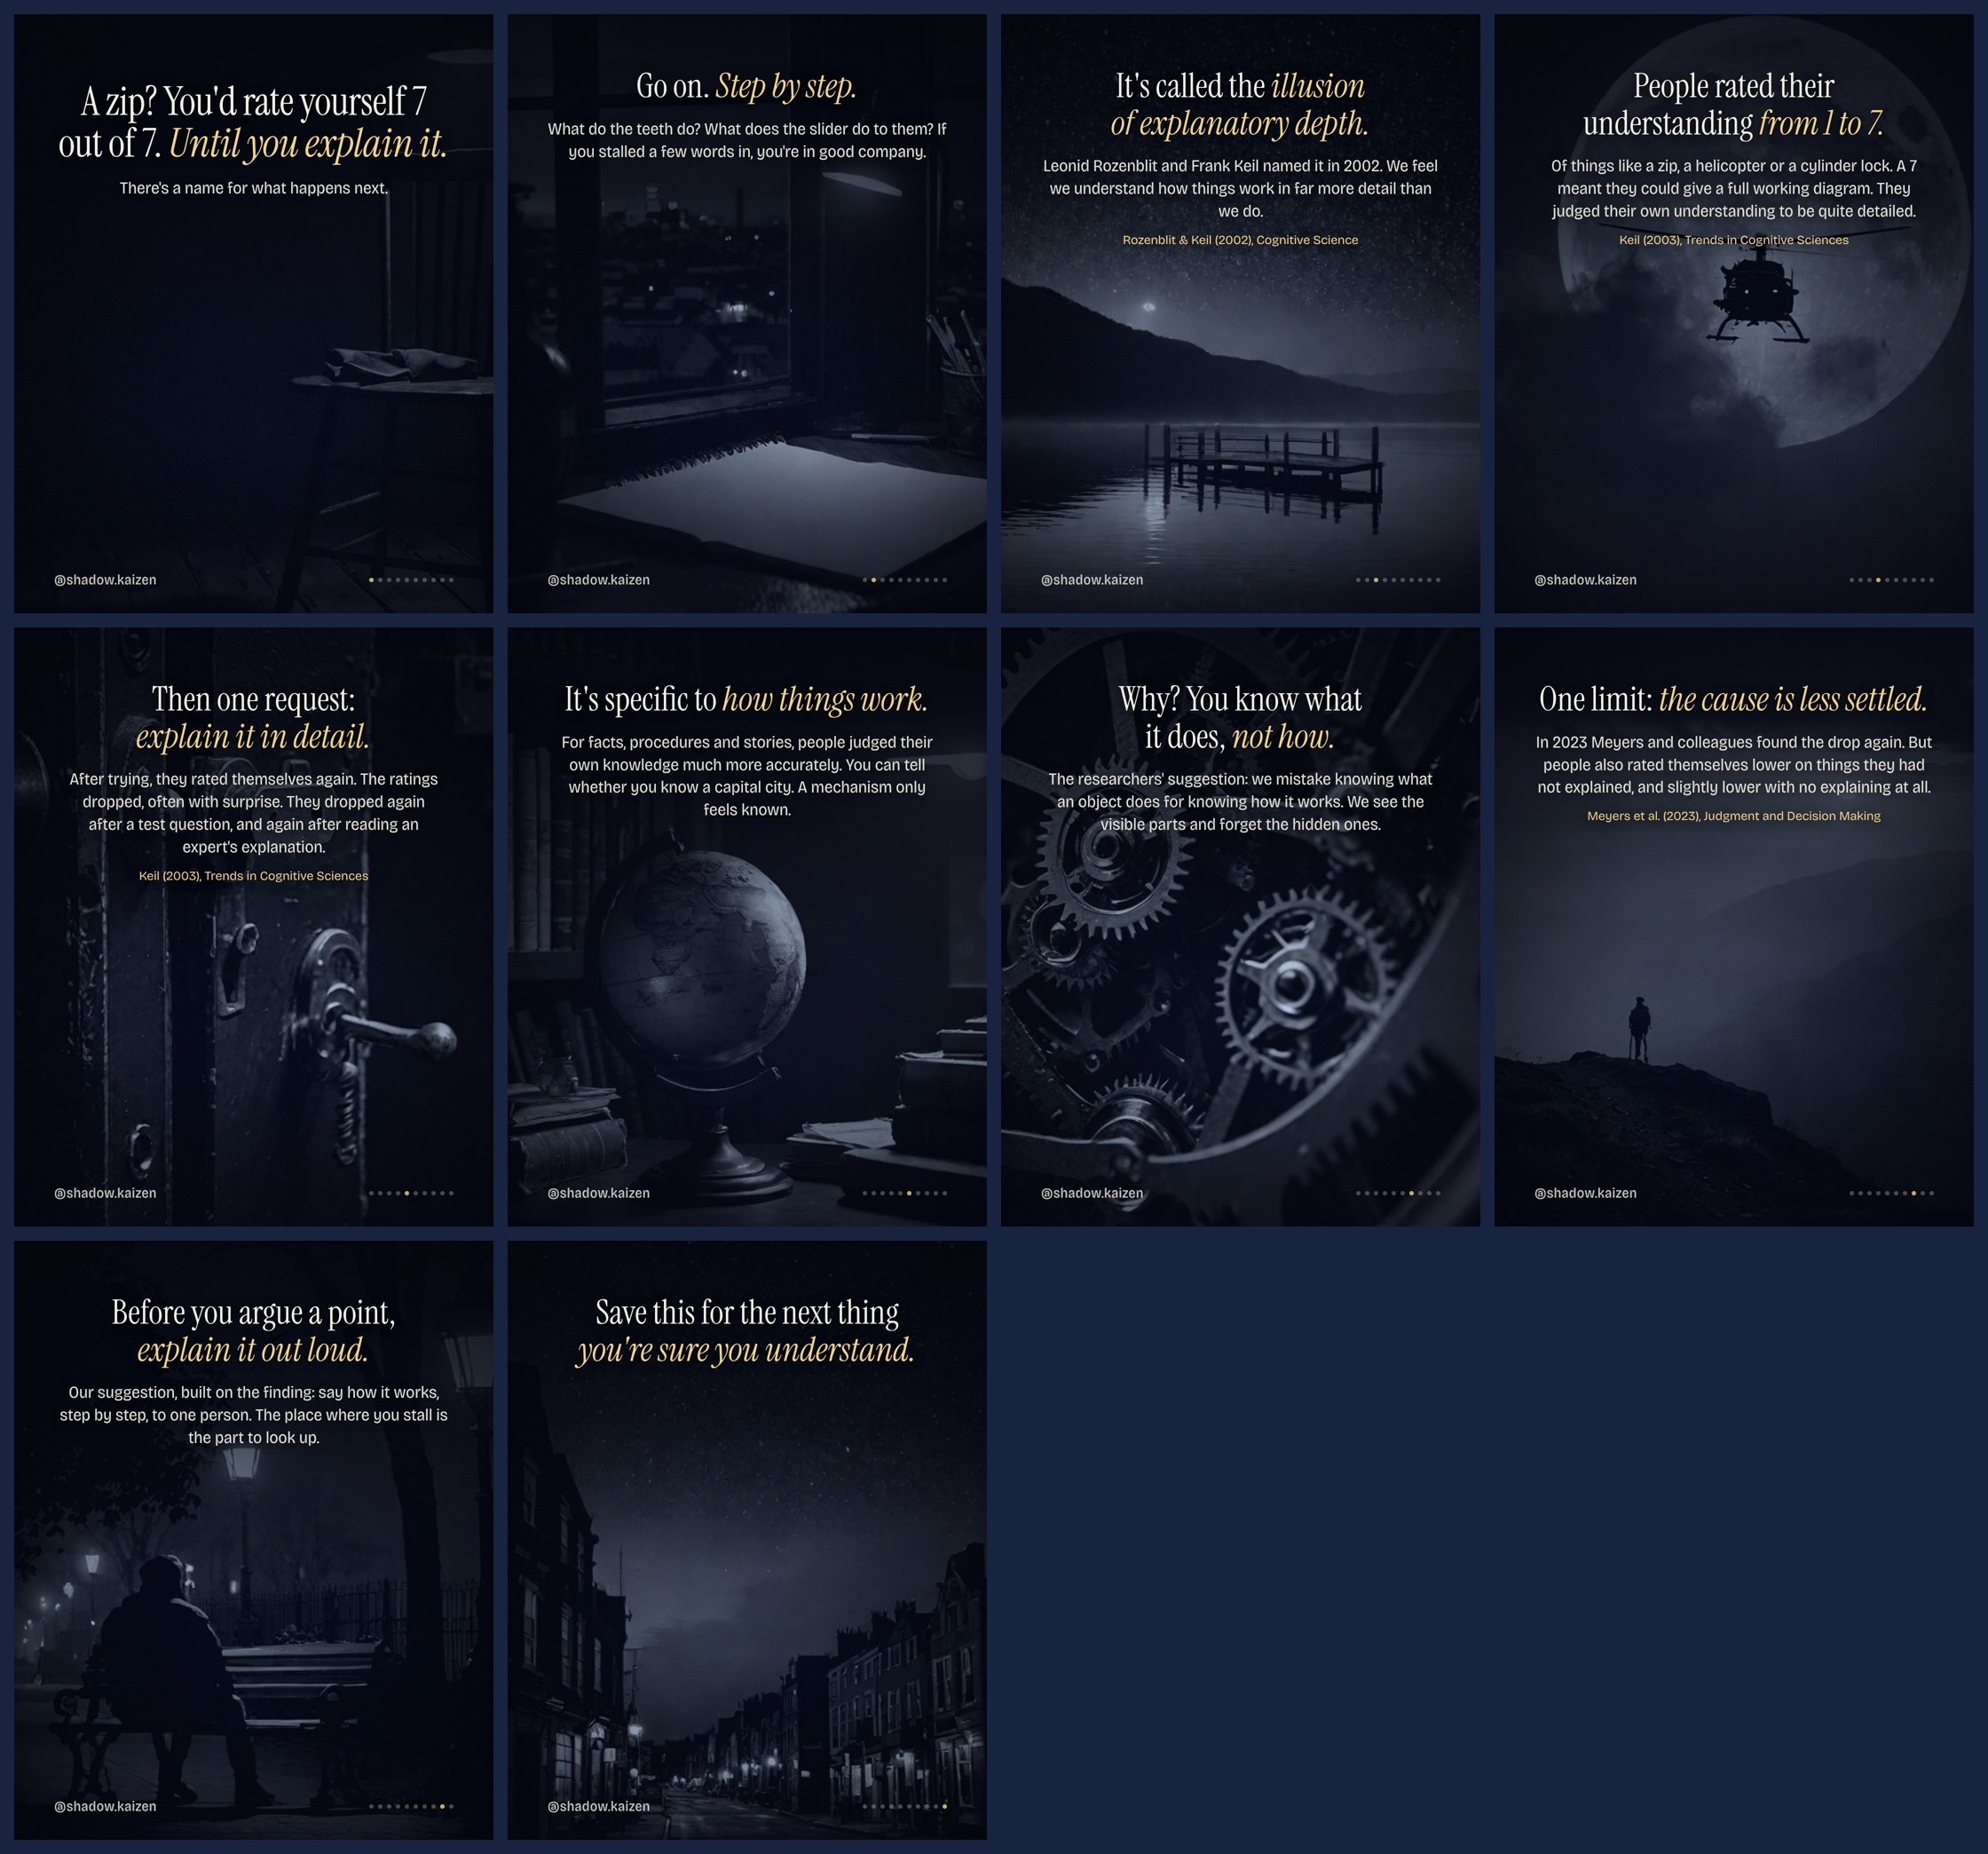 A zip? You'd rate yourself 7
out of 7. Until you explain it.
There's a name for what happens next.
@shadow.kaizen
Go on. Step by step.
What do the teeth do? What does the slider do to them? If
you stalled a few words in, you're in good company.
@shadow.kaizen
It's called the illusion
of explanatory depth.
Leonid Rozenblit and Frank Keil named it in 2002. We feel
we understand how things work in far more detail than
we do.
Rozenblit & Keil (2002), Cognitive Science
@shadow.kaizen
People rated their
understanding from 1 to 7.
Of things like a zip, a helicopter or a cylinder lock. A 7
meant they could give a full working diagram. They
judged their own understanding to be quite detailed.
Keil (2003), Trends in Cognitive Sciences
@shadow.kaizen
Then one request:
explain it in detail.
After trying, they rated themselves again. The ratings
dropped, often with surprise. They dropped again
after a test question, and again after reading an
expert's explanation.
Keil (2003), Trends in Cognitive Sciences
@shadow.kaizen
It's specific to how things work.
For facts, procedures and stories, people judged their
own knowledge much more accurately. You can tell
whether you know a capital city. A mechanism only
feels known.
@shadow.kaizen
Why? You know what
it does, not how.
The researchers' suggestion: we mistake knowing what
an object does for knowing how it works. We see the
visible parts and forget the hidden ones.
@shadow.kaizen
One limit: the cause is less settled.
In 2023 Meyers and colleagues found the drop again. But
people also rated themselves lower on things they had
not explained, and slightly lower with no explaining at all.
Meyers et al. (2023), Judgment and Decision Making
@shadow.kaizen
Before you argue a point,
explain it out loud.
Our suggestion, built on the finding: say how it works,
step by step, to one person. The place where you stall is
the part to look up.
@shadow.kaizen
Save this for the next thing
you're sure you understand.
@shadow.kaizen